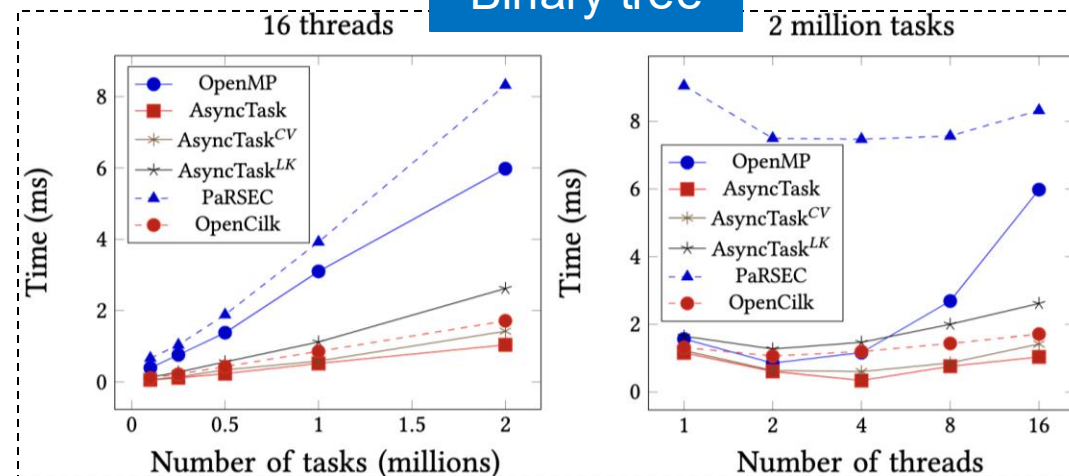 Binary tree
16 threads
8
6
4
2
0
Time (ms)
OpenMP
AsyncTask
AsyncTask^CV
AsyncTask^LK
PaRSEC
OpenCilk
0 0.5 1 1.5 2
Number of tasks (millions)
2 million tasks
8
6
4
2
0
Time (ms)
OpenMP
AsyncTask
AsyncTask^CV
AsyncTask^LK
PaRSEC
OpenCilk
1 2 4 8 16
Number of threads